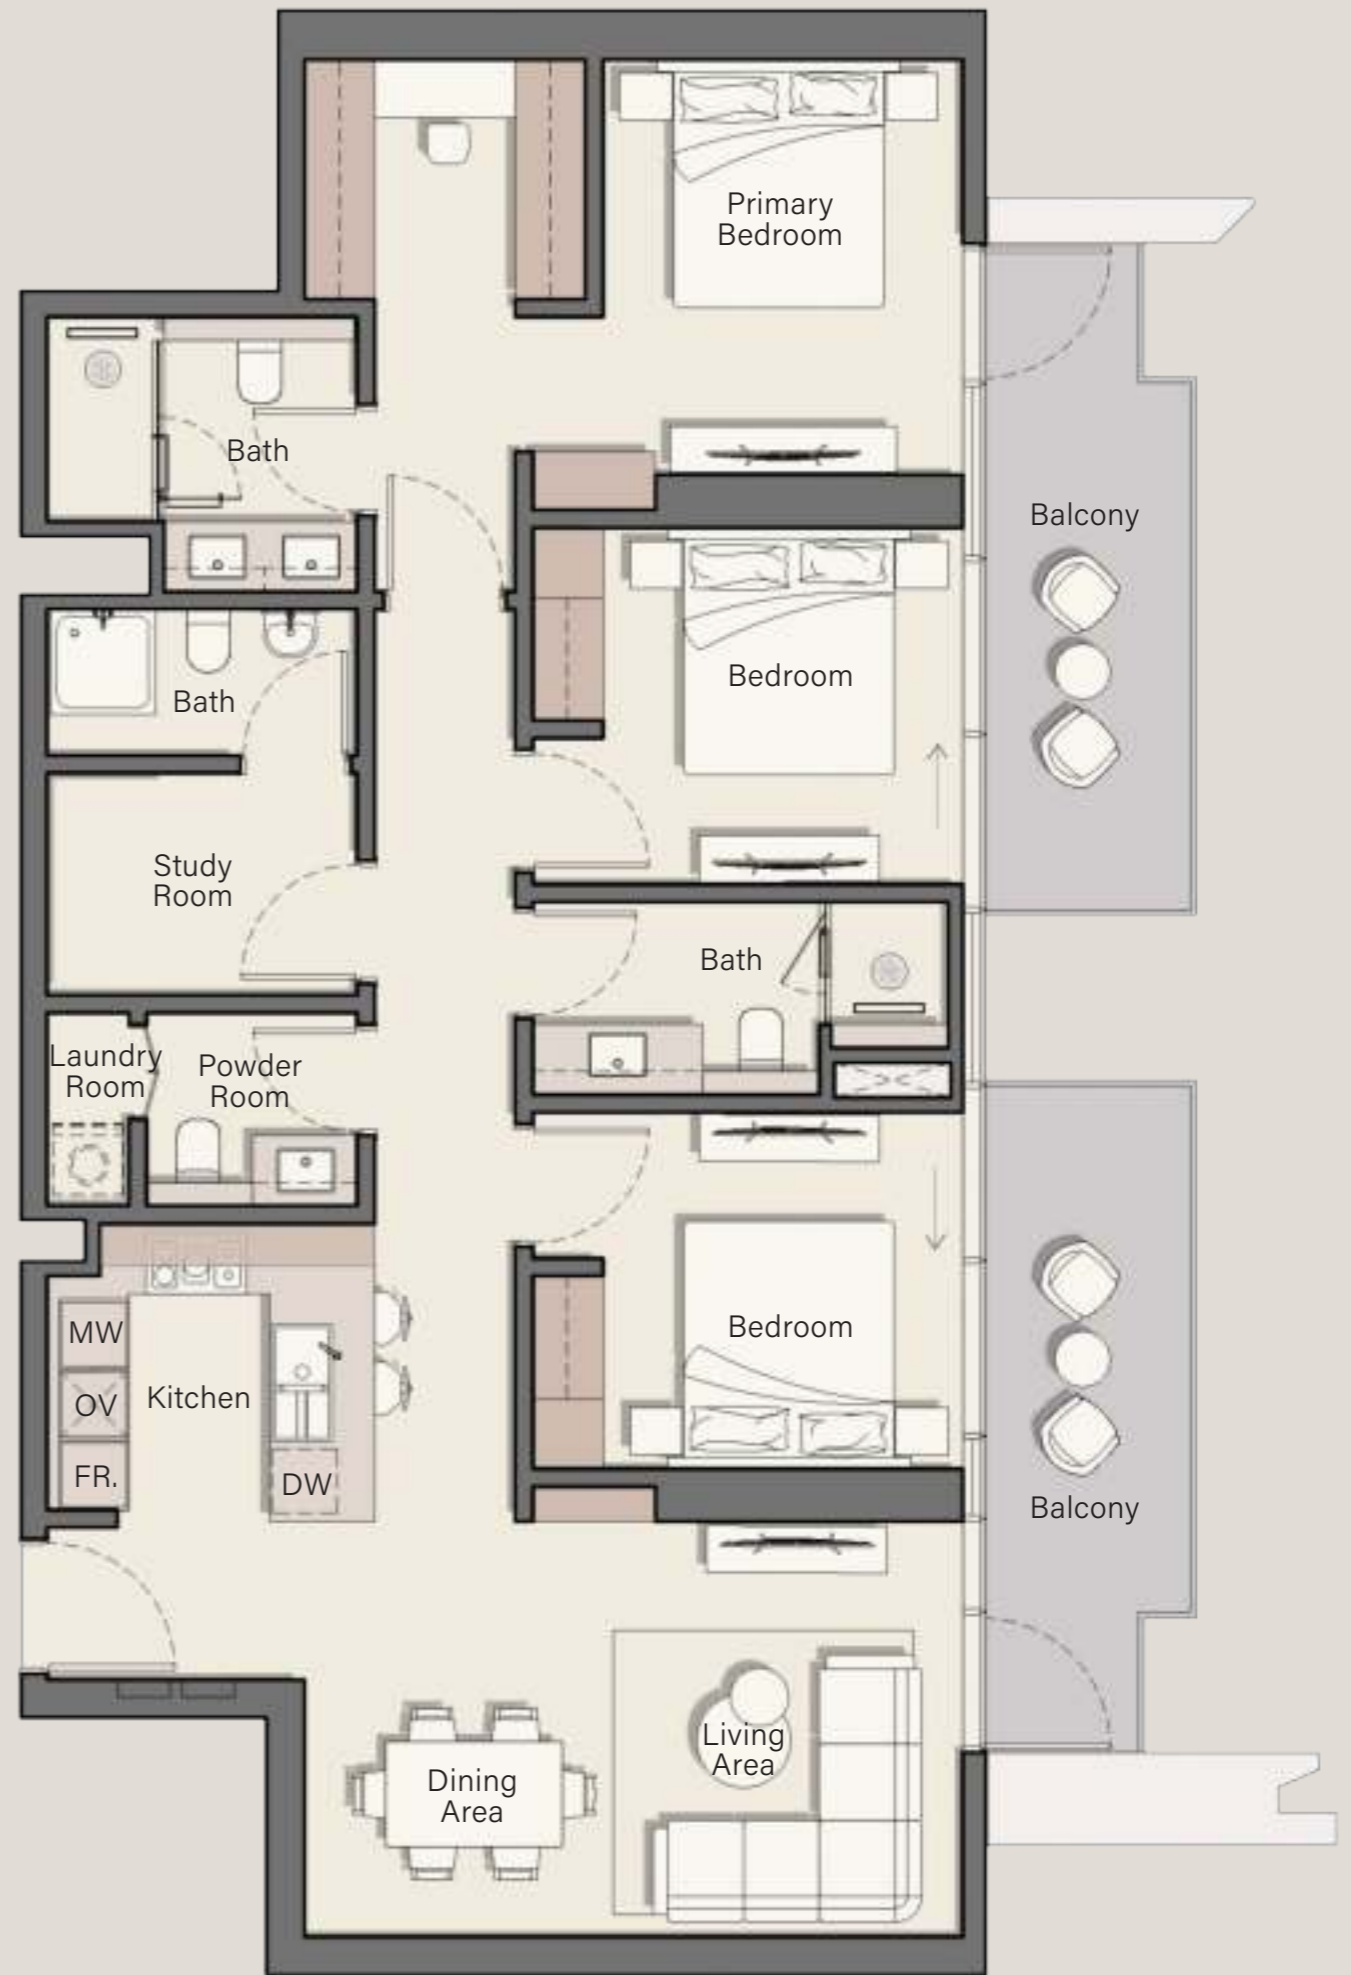 Primary
Bedroom
Bath
Balcony
Bedroom
Bath
Study
Room
Bath
Laundry
Room
Powder
Room
Bedroom
MW
OV
Kitchen
FR.
DW
Balcony
Living
Area
Dining
Area